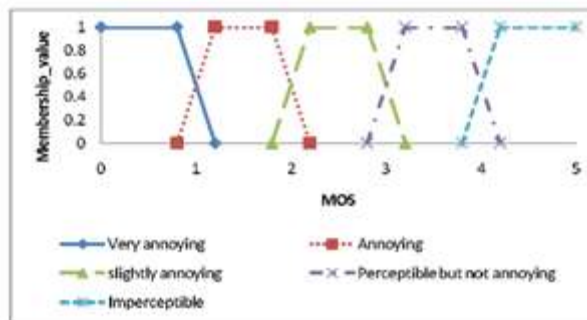 Membership_value
1
0.8
0.6
0.4
0.2
0
0 1 2 3 4 5
MOS
Very annoying Annoying
slightly annoying Perceptible but not annoying
Imperceptible